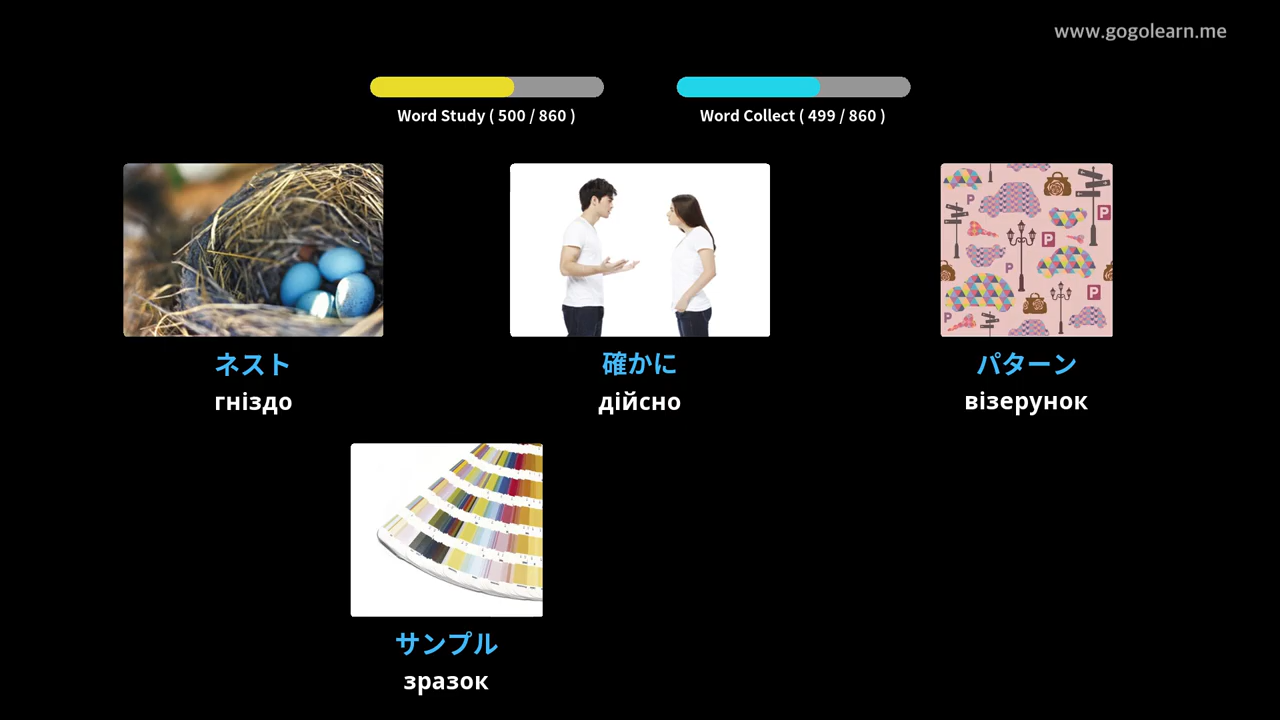 www.gogolearn.me
Word Study ( 500 / 860 )
Word Collect ( 499 / 860 )
ネスト
гніздо
確かに
дійсно
P
P
P
P
P
P
パターン
візерунок
サンプル
зразок